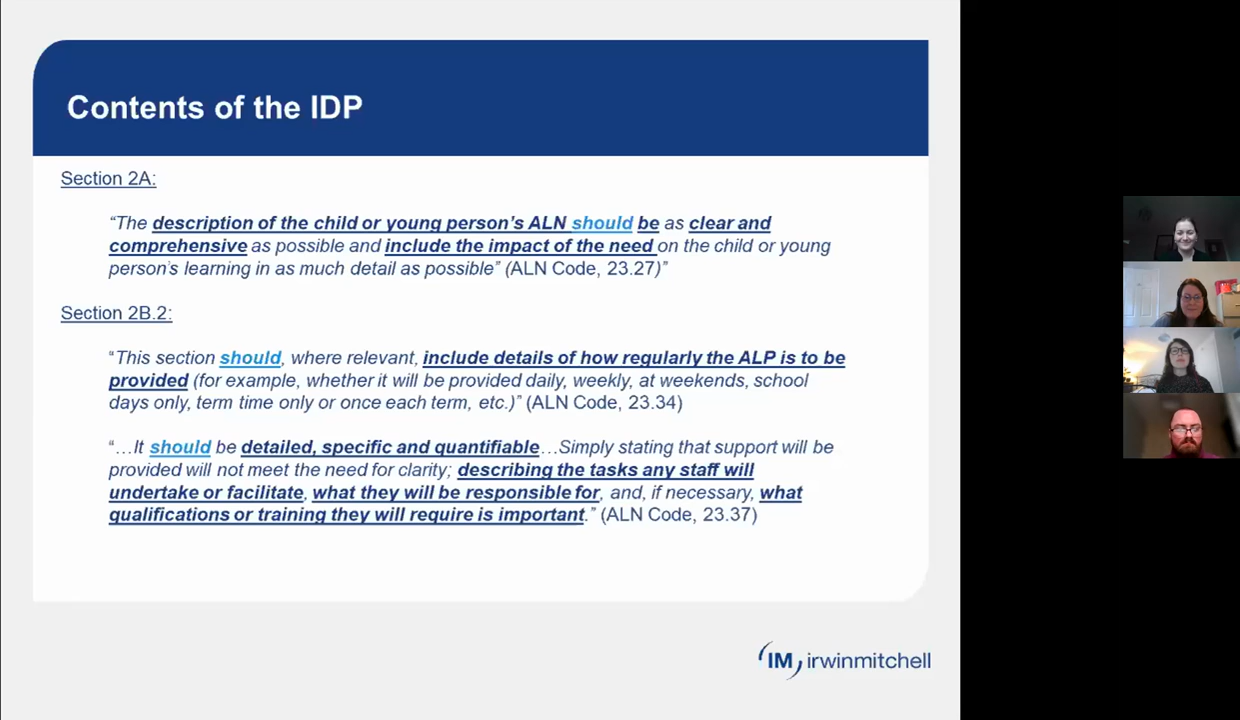 Contents of the IDP
Section 2A:
“The description of the child or young person’s ALN should be as clear and
comprehensive as possible and include the impact of the need on the child or young
person’s learning in as much detail as possible” (ALN Code, 23.27)”
Section 2B.2:
“This section should, where relevant, include details of how regularly the ALP is to be
provided (for example, whether it will be provided daily, weekly, at weekends, school
days only, term time only or once each term, etc.)” (ALN Code, 23.34)
“…It should be detailed, specific and quantifiable…Simply stating that support will be
provided will not meet the need for clarity; describing the tasks any staff will
undertake or facilitate, what they will be responsible for, and, if necessary, what
qualifications or training they will require is important.” (ALN Code, 23.37)
IM irwinmitchell